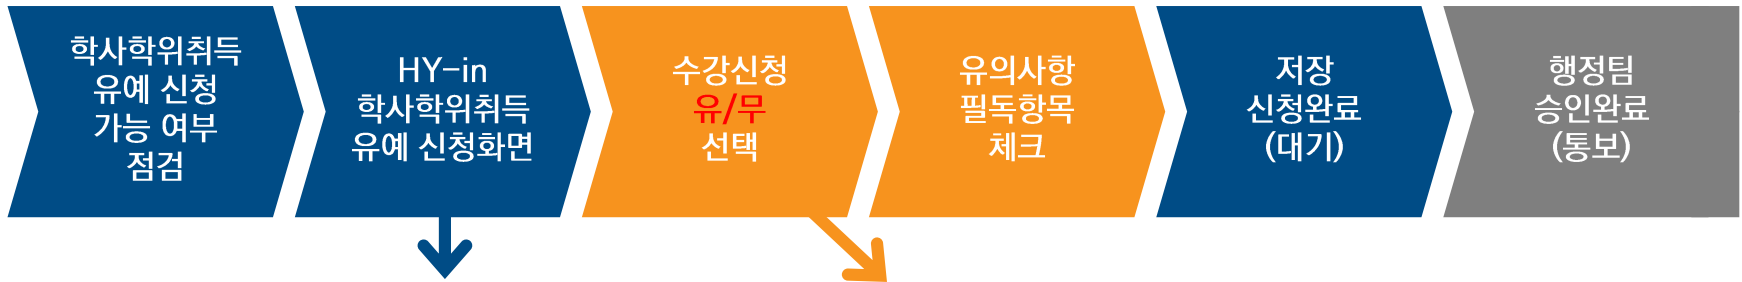 학사학위취득
유예 신청
가능 여부
점검
HY-in
학사학위취득
유예 신청화면
수강신청
유/무
선택
유의사항
필독항목
체크
저장
신청완료
(대기)
행정팀
승인완료
(통보)